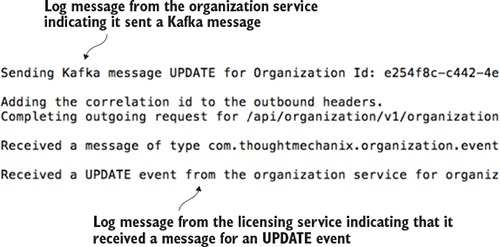 Log message from the organization service
indicating it sent a Kafka message
Sending Kafka message UPDATE for Organization Id: e254f8c-c442-4e
Adding the correlation id to the outbound headers.
Completing outgoing request for /api/organization/v1/organization
Received a message of type com.thoughtmechanix.organization.event
Received a UPDATE event from the organization service for organiz
Log message from the licensing service indicating that it
received a message for an UPDATE event